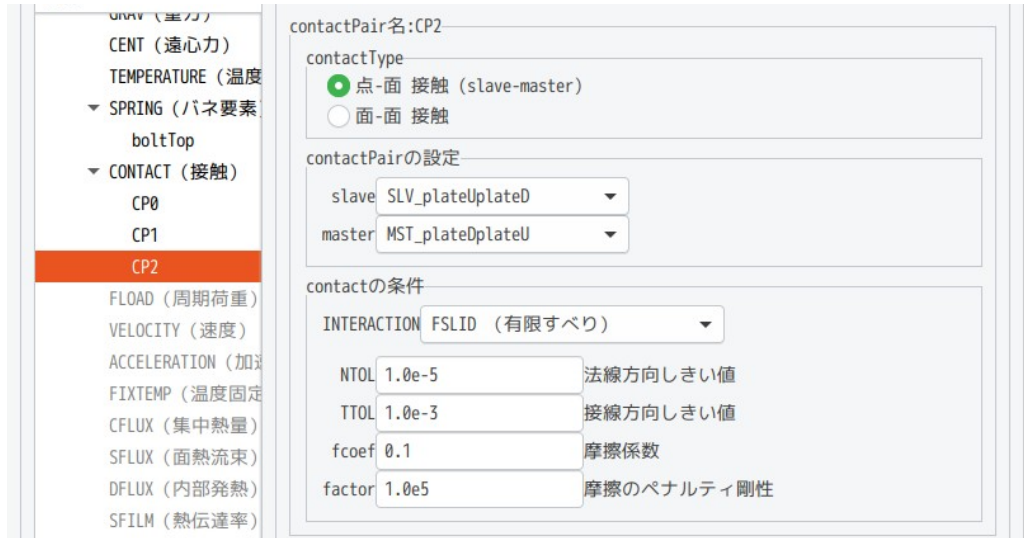 GRAV (重力)
CENT (遠心力)
TEMPERATURE (温度
SPRING (バネ要素
boltTop
CONTACT (接触)
CP0
CP1
CP2
FLOAD (周期荷重)
VELOCITY (速度)
ACCELERATION (加速
FIXTEMP (温度固定
CFLUX (集中熱量)
SFLUX (面熱流束)
DFLUX (内部発熱)
SFILM (熱伝達率)
contactPair名:CP2
contactType
点-面 接触 (slave-master)
面-面 接触
contactPairの設定
slave SLV_plateUplateD
master MST_plateDplateU
contactの条件
INTERACTION FSLID (有限すべり)
NTOL 1.0e-5 法線方向しきい値
TTOL 1.0e-3 接線方向しきい値
fcoef 0.1 摩擦係数
factor 1.0e5 摩擦のペナルティ剛性